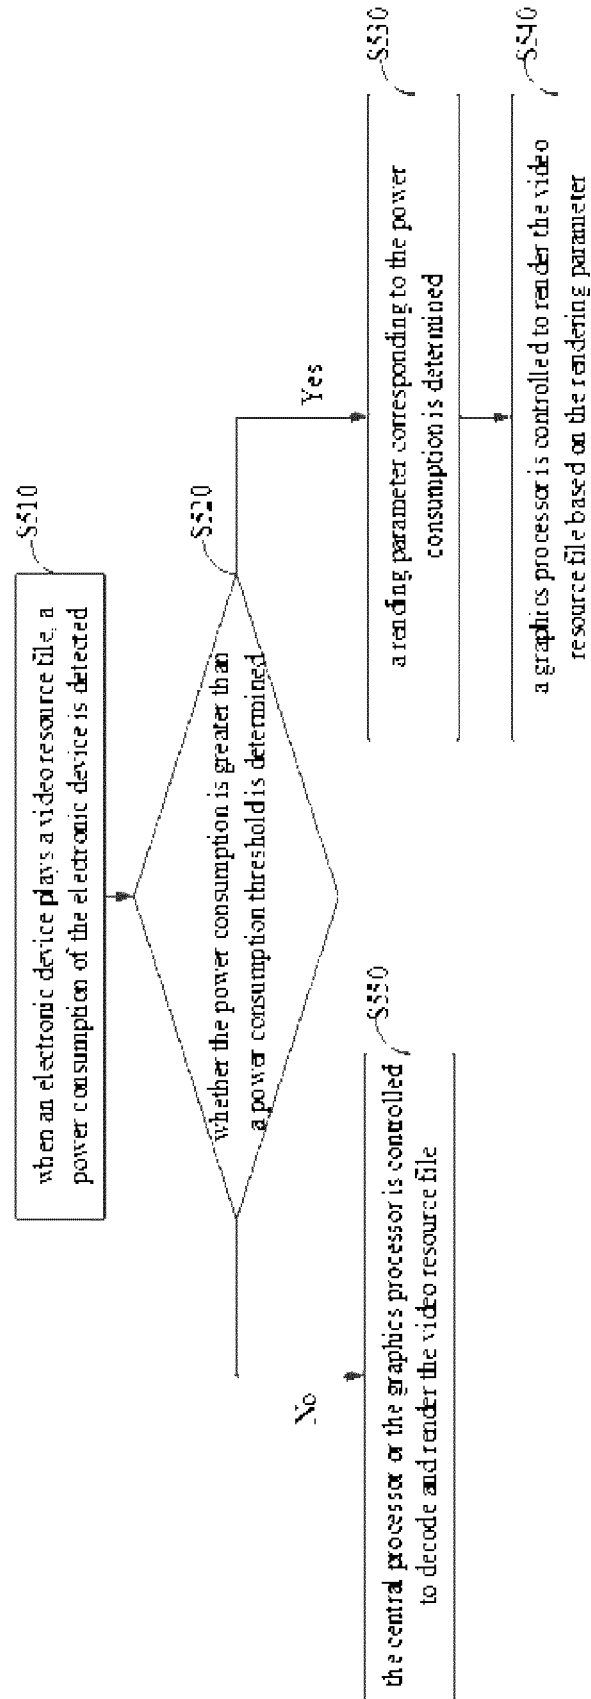 S510
when an electronic device plays a video resource file, a
power consumption of the electronic device is detected
S520
whether the power consumption is greater than
a power consumption threshold is determined
Yes
S530
a rending parameter corresponding to the power
consumption is determined
S540
a graphics processor is controlled to render the video
resource file based on the rendering parameter
No
S550
the central processor or the graphics processor is controlled
to decode and render the video resource file